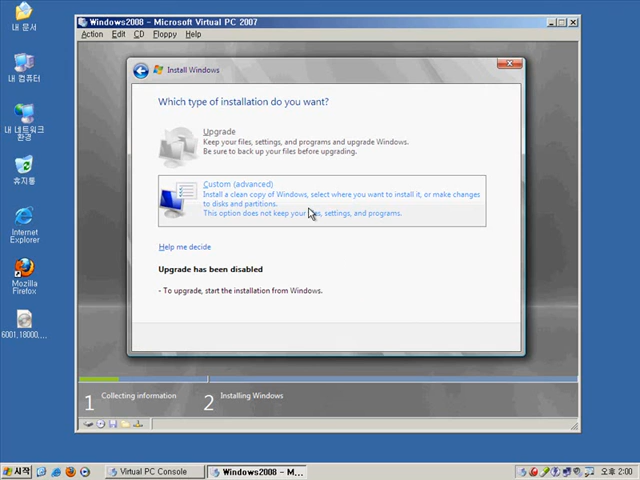 내 문서
내 컴퓨터
내 네트워크
환경
휴지통
Internet
Explorer
Mozilla
Firefox
6001.18000....
Windows2008 - Microsoft Virtual PC 2007
Action Edit CD Floppy Help
Install Windows
Which type of installation do you want?
Upgrade
Keep your files, settings, and programs and upgrade Windows.
Be sure to back up your files before upgrading.
Custom (advanced)
Install a clean copy of Windows, select where you want to install it, or make changes
to disks and partitions.
This option does not keep your files, settings, and programs.
Help me decide
Upgrade has been disabled
- To upgrade, start the installation from Windows.
1 Collecting information
2 Installing Windows
시작
Virtual PC Console
Windows2008 - M...
오후 2:00